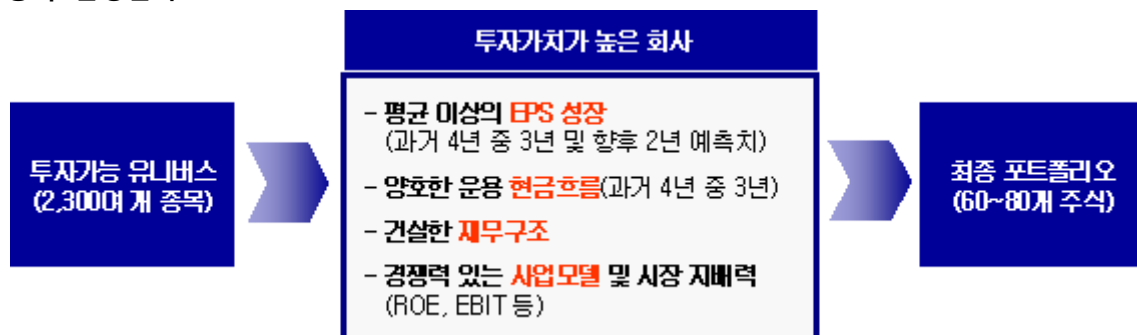 투자가치가 높은 회사
투자가능 유니버스
(2,300여 개 종목)
– 평균 이상의 EPS 성장
(과거 4년 중 3년 및 향후 2년 예측치)
– 양호한 운용 현금흐름(과거 4년 중 3년)
– 건실한 재무구조
– 경쟁력 있는 사업모델 및 시장 지배력
(ROE, EBIT 등)
최종 포트폴리오
(60~80개 주식)